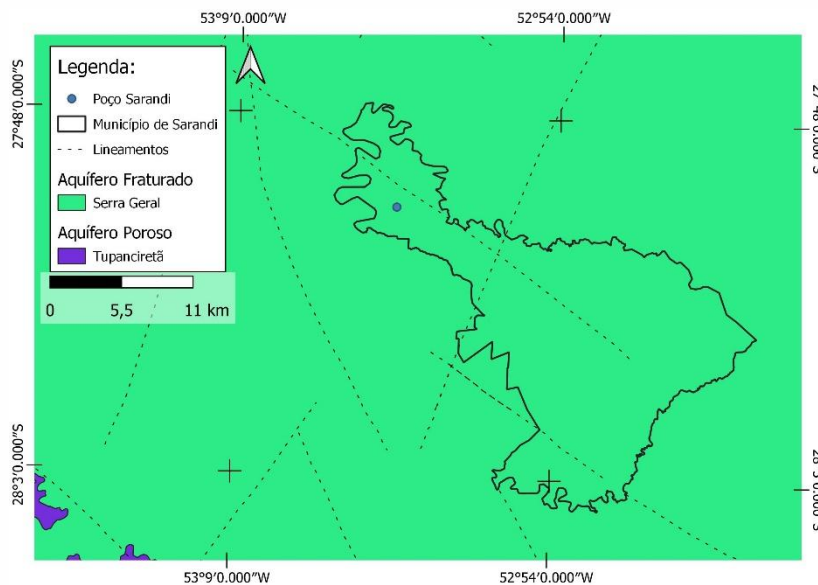 53°9'0.000"W 52°54'0.000"W
Legenda:
Poço Sarandi
Município de Sarandi
Lineamentos
Aquífero Fraturado
Serra Geral
Aquífero Poroso
Tupanciretã
0 5,5 11 km
27°48'0.000"S
28°3'0.000"S
53°9'0.000"W 52°54'0.000"W